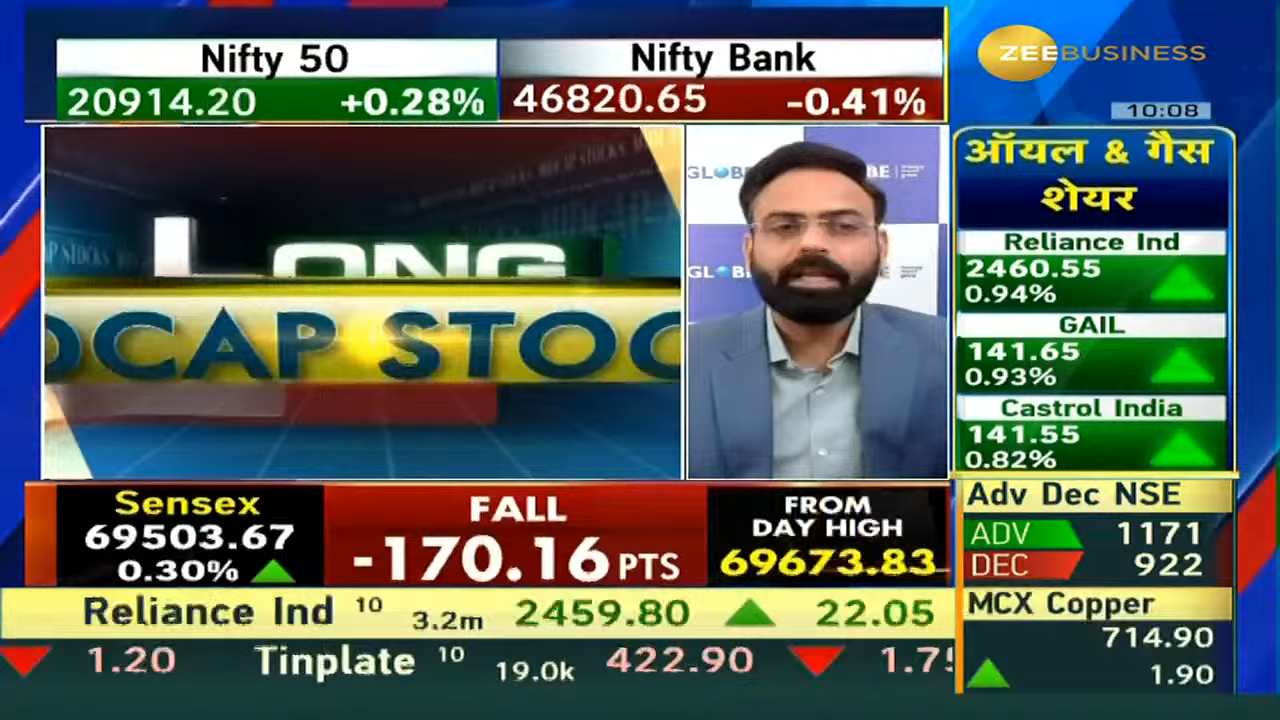 Nifty 50
20914.20 +0.28%
Nifty Bank
46820.65 -0.41%
ZEEBUSINESS
10:08
LONG
DCAP STOC
GLOBE
ऑयल & गैस
शेयर
Reliance Ind
2460.55
0.94%
GAIL
141.65
0.93%
Castrol India
141.55
0.82%
Sensex
69503.67
0.30%
FALL
-170.16 PTS
FROM
DAY HIGH
69673.83
Adv Dec NSE
ADV 1171
DEC 922
MCX Copper
714.90
1.90
Reliance Ind 10 3.2m 2459.80 22.05
1.20 Tinplate 10 19.0k 422.90 1.75